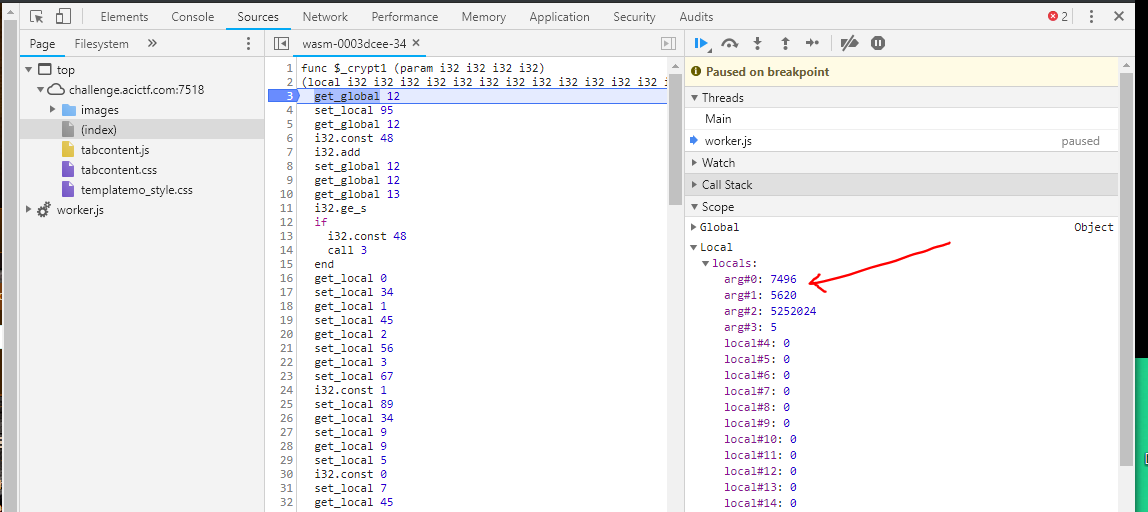 Elements Console Sources Network Performance Memory Application Security Audits 2
Page Filesystem »
top
challenge.acictf.com:7518
images
(index)
tabcontent.js
tabcontent.css
templatemo_style.css
worker.js
wasm-0003dcee-34
1 func $_crypt1 (param i32 i32 i32 i32)
2 (local i32 i32 i32 i32 i32 i32 i32 i32 i32 i32 i32 i32 i32
3 get_global 12
4 set_local 95
5 get_global 12
6 i32.const 48
7 i32.add
8 set_global 12
9 get_global 12
10 get_global 13
11 i32.ge_s
12 if
13 i32.const 48
14 call 3
15 end
16 get_local 0
17 set_local 34
18 get_local 1
19 set_local 45
20 get_local 2
21 set_local 56
22 get_local 3
23 set_local 67
24 i32.const 1
25 set_local 89
26 get_local 34
27 set_local 9
28 get_local 9
29 set_local 5
30 i32.const 0
31 set_local 7
32 get_local 45
Paused on breakpoint
Threads
Main
worker.js paused
Watch
Call Stack
Scope
Global Object
Local
locals:
arg#0: 7496
arg#1: 5620
arg#2: 5252024
arg#3: 5
local#4: 0
local#5: 0
local#6: 0
local#7: 0
local#8: 0
local#9: 0
local#10: 0
local#11: 0
local#12: 0
local#13: 0
local#14: 0